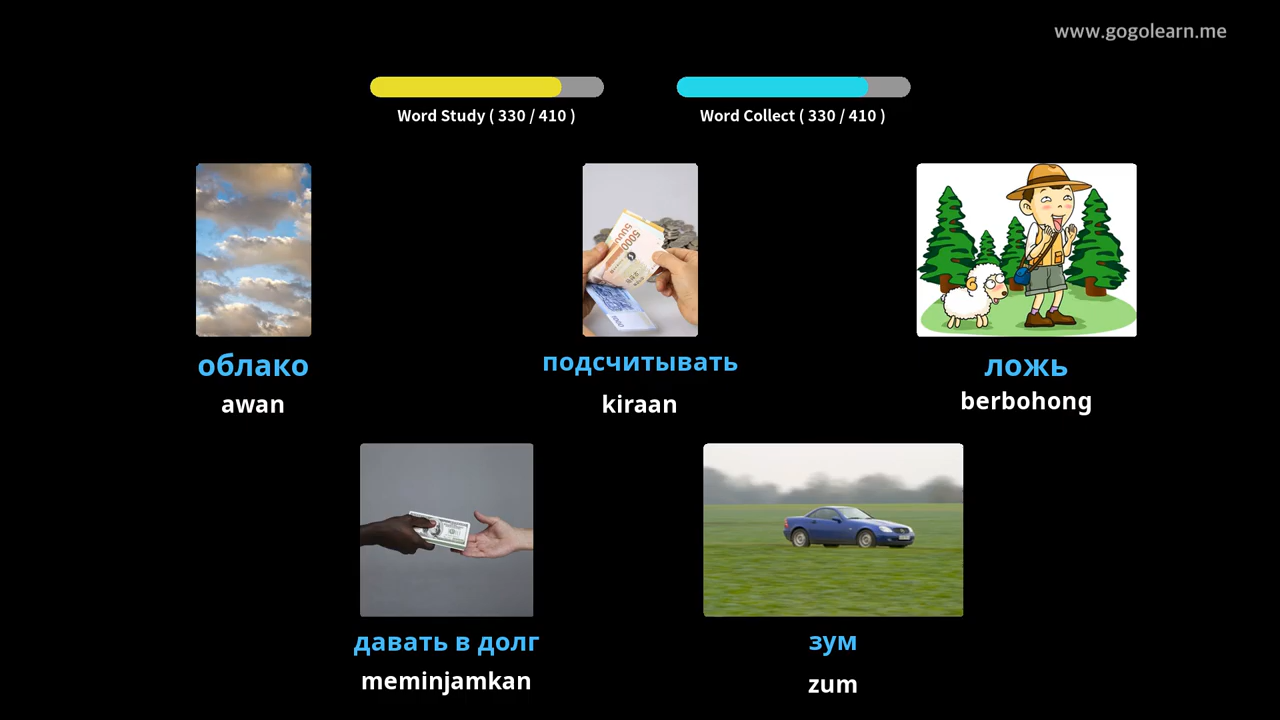 www.gogolearn.me
Word Study ( 330 / 410 )
Word Collect ( 330 / 410 )
облако
подсчитывать
ложь
awan
kiraan
berbohong
давать в долг
зум
meminjamkan
zum